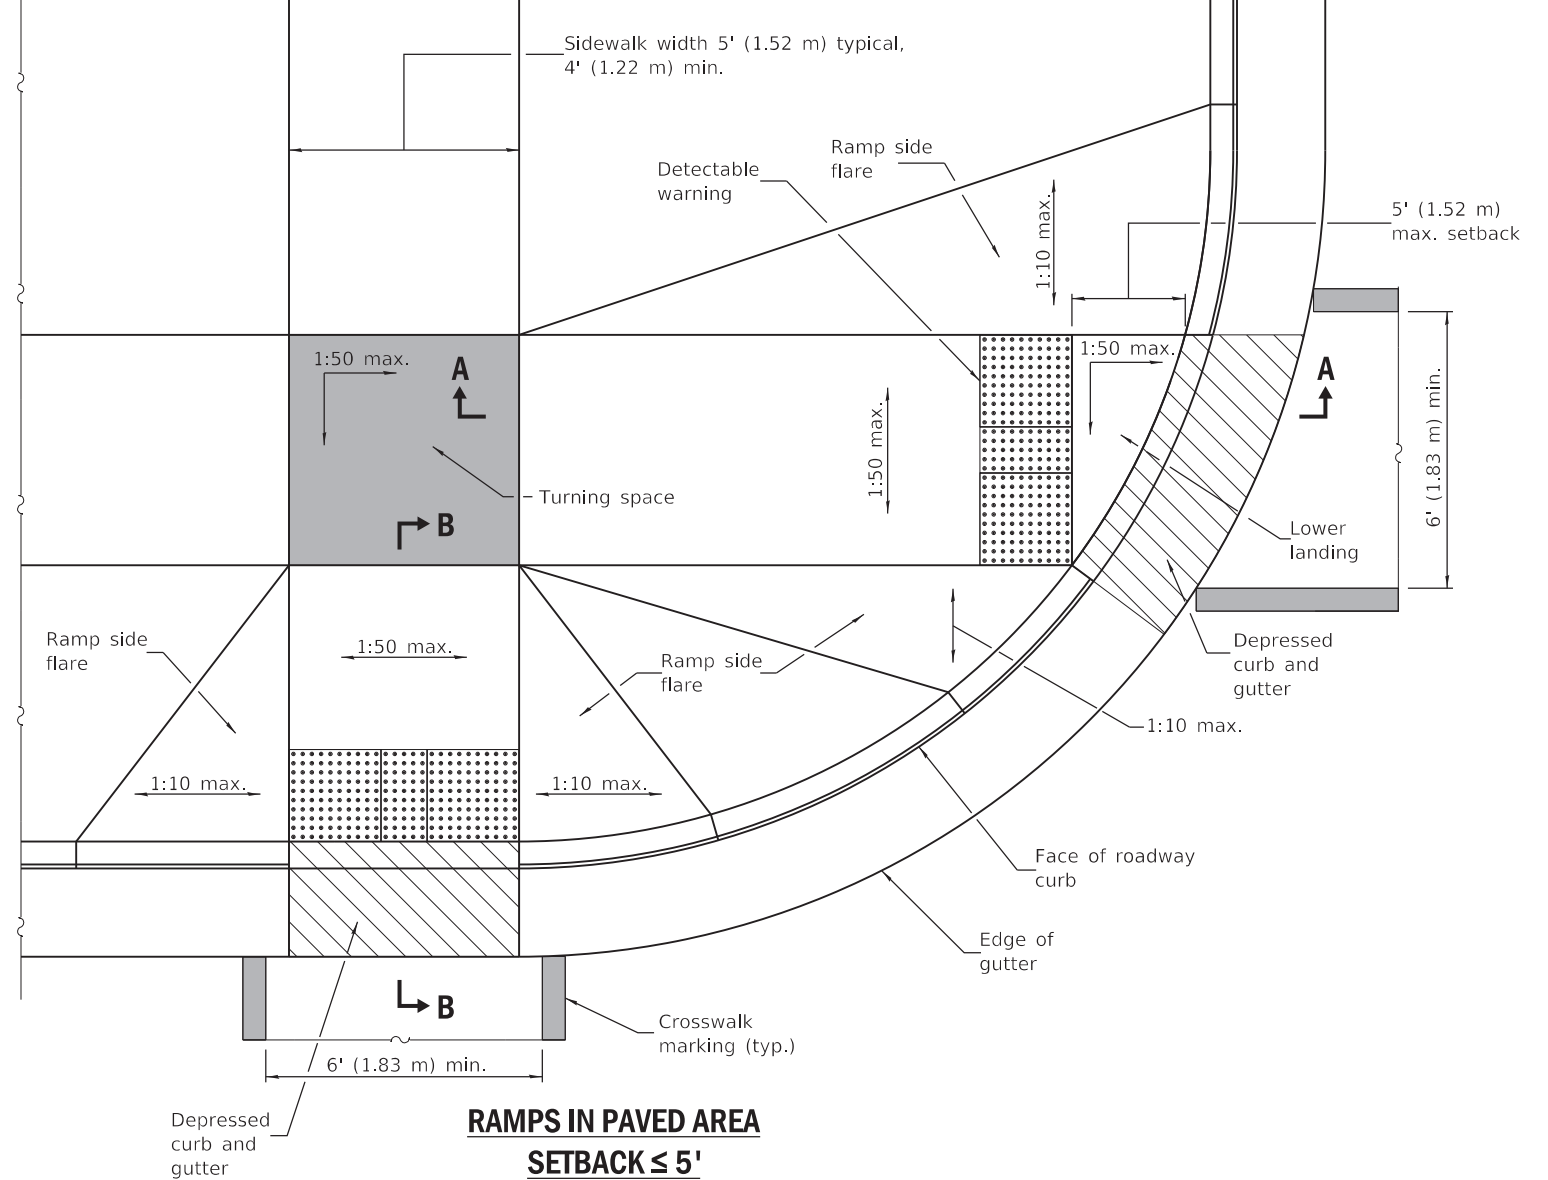 Sidewalk width 5' (1.52 m) typical,
4' (1.22 m) min.
Ramp side
flare
Detectable
warning
1:10 max.
5' (1.52 m)
max. setback
1:50 max.
A
1:50 max.
1:50 max.
A
6' (1.83 m) min.
Turning space
B
Lower
landing
Ramp side
flare
1:50 max.
Ramp side
flare
Depressed
curb and
gutter
1:10 max.
1:10 max.
1:10 max.
Face of roadway
curb
Edge of
gutter
B
Crosswalk
marking (typ.)
6' (1.83 m) min.
Depressed
curb and
gutter
RAMPS IN PAVED AREA
SETBACK ≤ 5'